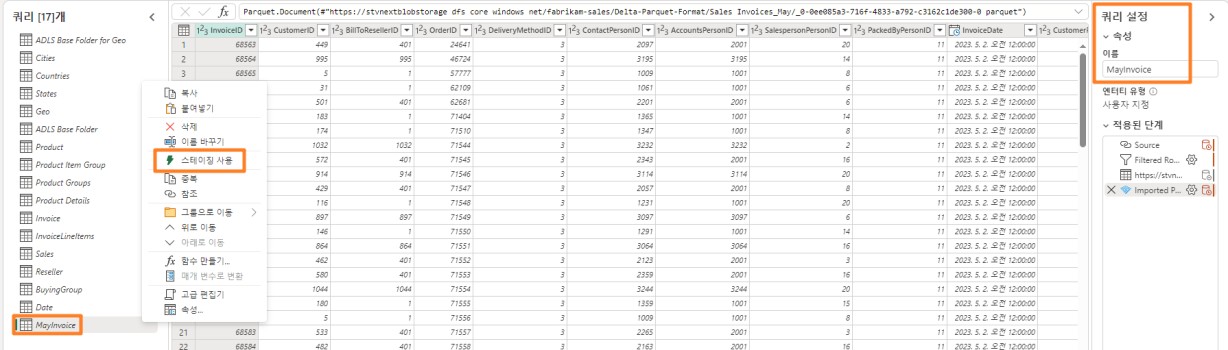 쿼리 [17]개
ADLS Base Folder for Geo
Cities
Countries
States
Geo
ADLS Base Folder
Product
Product Item Group
Product Groups
Product Details
Invoice
InvoiceLineItems
Sales
Reseller
BuyingGroup
Date
MayInvoice
복사
붙여넣기
삭제
이름 바꾸기
스테이징 사용
중복
참조
그룹으로 이동
위로 이동
아래로 이동
함수 만들기...
매개 변수로 변환
고급 편집기
속성...
fx Parquet.Document(#"https://stvnextblobstorage dfs core windows net/fabrikam-sales/Delta-Parquet-Format/Sales Invoices_May/_0-0ee085a3-716f-4833-a792-c3162c1de300-0 parquet")
123 InvoiceID 123 CustomerID 123 BillToResellerID 123 OrderID 123 DeliveryMethodID 123 ContactPersonID 123 AccountsPersonID 123 SalespersonPersonID 123 PackedByPersonID InvoiceDate 123 CustomerI
1 68563 449 401 24641 3 2097 2001 20 2023. 5. 2. 오전 12:00:00
2 68564 995 995 46724 3 3195 3195 14 2023. 5. 2. 오전 12:00:00
3 68565 5 1 57777 3 1009 1001 8 2023. 5. 2. 오전 12:00:00
31 1 62109 3 1061 1001 6 2023. 5. 2. 오전 12:00:00
501 401 62681 3 2201 2001 6 2023. 5. 2. 오전 12:00:00
183 1 71404 3 1365 1001 14 2023. 5. 2. 오전 12:00:00
174 1 71510 3 1347 1001 8 2023. 5. 2. 오전 12:00:00
1032 1032 71544 3 3232 3232 2 2023. 5. 2. 오전 12:00:00
572 401 71545 3 2343 2001 16 2023. 5. 2. 오전 12:00:00
914 914 71546 3 3114 3114 20 2023. 5. 2. 오전 12:00:00
429 401 71547 3 2057 2001 8 2023. 5. 2. 오전 12:00:00
116 1 71548 3 1231 1001 20 2023. 5. 2. 오전 12:00:00
897 897 71549 3 3097 3097 6 2023. 5. 2. 오전 12:00:00
146 1 71550 3 1291 1001 14 2023. 5. 2. 오전 12:00:00
864 864 71551 3 3064 3064 16 2023. 5. 2. 오전 12:00:00
462 401 71552 3 2123 2001 3 2023. 5. 2. 오전 12:00:00
580 401 71553 3 2359 2001 16 2023. 5. 2. 오전 12:00:00
1044 1044 71554 3 3244 3244 20 2023. 5. 2. 오전 12:00:00
180 1 71555 3 1359 1001 15 2023. 5. 2. 오전 12:00:00
5 1 71556 3 1009 1001 8 2023. 5. 2. 오전 12:00:00
21 68583 533 401 71557 3 2265 2001 3 2023. 5. 2. 오전 12:00:00
22 68584 482 401 71558 3 2163 2001 16 2023. 5. 2. 오전 12:00:00
쿼리 설정
속성
이름
MayInvoice
엔터티 유형
사용자 지정
적용된 단계
Source
Filtered Ro...
https://stvn...
Imported P...